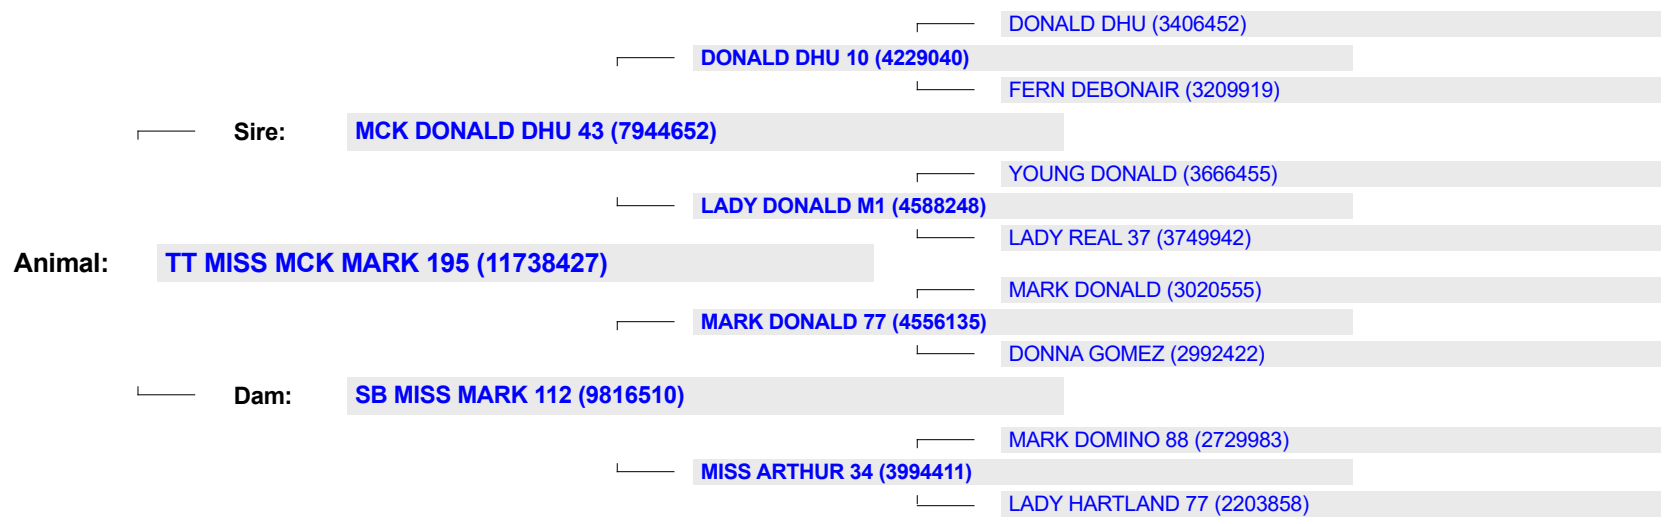 DONALD DHU (3406452)
DONALD DHU 10 (4229040)
FERN DEBONAIR (3209919)
Sire: MCK DONALD DHU 43 (7944652)
YOUNG DONALD (3666455)
LADY DONALD M1 (4588248)
LADY REAL 37 (3749942)
Animal: TT MISS MCK MARK 195 (11738427)
MARK DONALD (3020555)
MARK DONALD 77 (4556135)
DONNA GOMEZ (2992422)
Dam: SB MISS MARK 112 (9816510)
MARK DOMINO 88 (2729983)
MISS ARTHUR 34 (3994411)
LADY HARTLAND 77 (2203858)